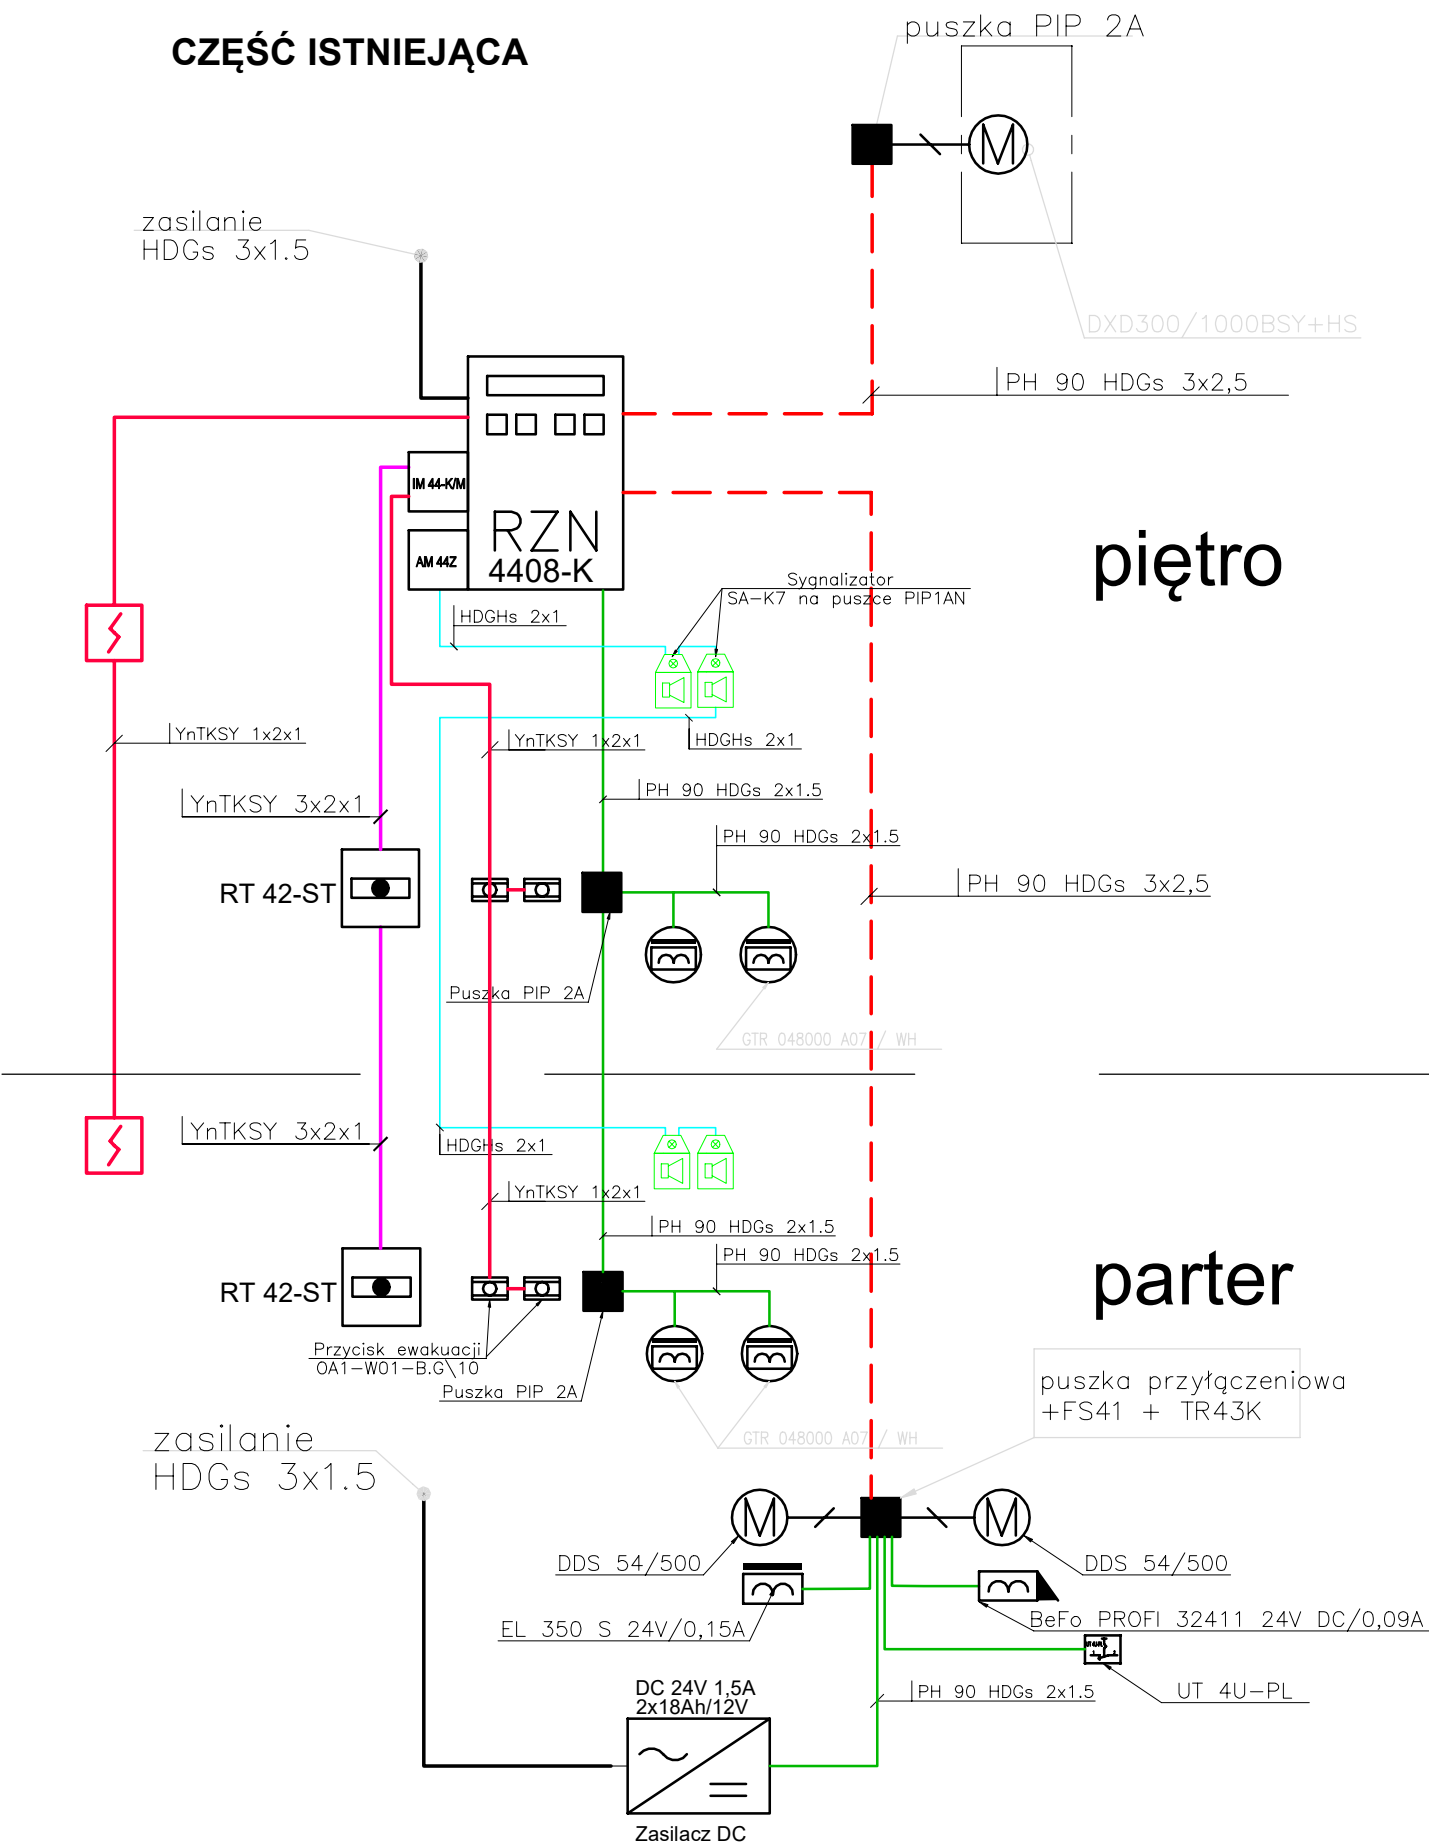 CZĘŚĆ ISTNIEJĄCA
puszka PIP 2A
M
zasilanie
HDGs 3x1.5
DXD300/1000BSY+HS
PH 90 HDGs 3x2,5
IM 44-K/M
RZN
4408-K
AM 44Z
piętro
Sygnalizator
SA-K7 na puszce PIP1AN
HDGHs 2x1
YnTKSY 1x2x1
YnTKSY 1x2x1
HDGHs 2x1
PH 90 HDGs 2x1.5
YnTKSY 3x2x1
PH 90 HDGs 2x1.5
RT 42-ST
PH 90 HDGs 3x2,5
Puszka PIP 2A
GTR 048000 A07 / WH
YnTKSY 3x2x1
HDGHs 2x1
YnTKSY 1x2x1
PH 90 HDGs 2x1.5
PH 90 HDGs 2x1.5
parter
RT 42-ST
Przycisk ewakuacji
OA1-W01-B.G\10
Puszka PIP 2A
puszka przyłączeniowa
+FS41 + TR43K
GTR 048000 A07 / WH
zasilanie
HDGs 3x1.5
M
M
DDS 54/500
DDS 54/500
EL 350 S 24V/0,15A
BeFo PROFI 32411 24V DC/0,09A
UT 4U-PL
PH 90 HDGs 2x1.5
DC 24V 1,5A
2x18Ah/12V
Zasilacz DC